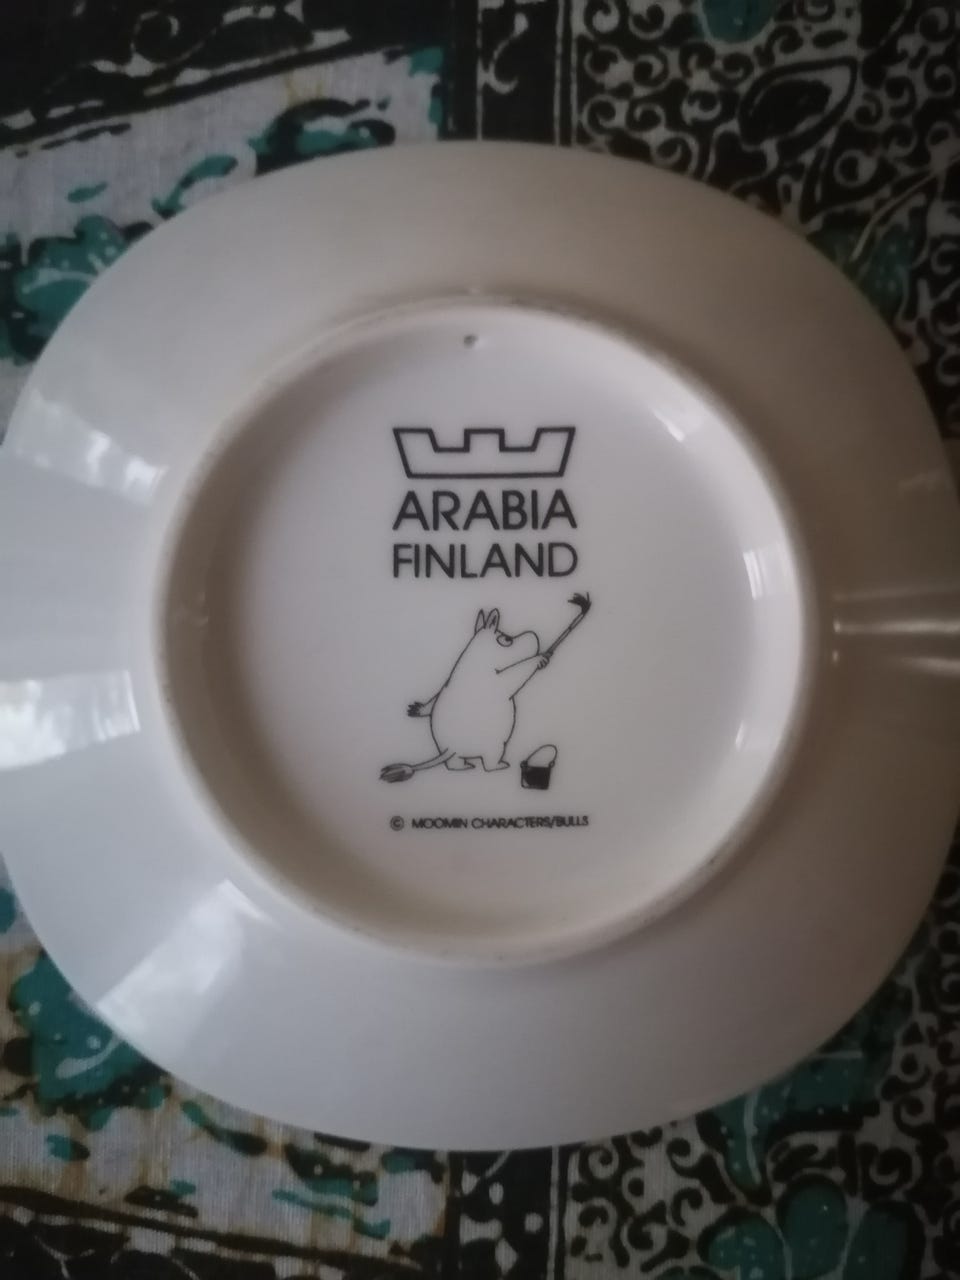 ARABIA
FINLAND
© MOOMIN CHARACTERS/BULLS